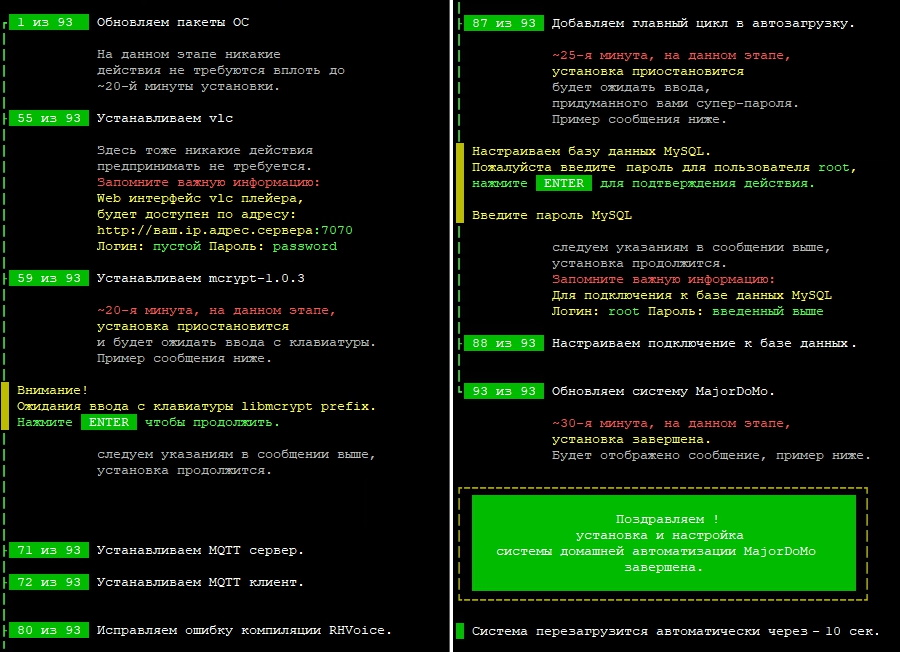 1 из 93 Обновляем пакеты ОС
На данном этапе никакие
действия не требуются вплоть до
~20-й минуты установки.
55 из 93 Устанавливаем vlc
Здесь тоже никакие действия
предпринимать не требуется.
Запомните важную информацию:
Web интерфейс vlc плейера,
будет доступен по адресу:
http://ваш.ip.адрес.сервера:7070
Логин: пустой Пароль: password
59 из 93 Устанавливаем mcrypt-1.0.3
~20-я минута, на данном этапе,
установка приостановится
и будет ожидать ввода с клавиатуры.
Пример сообщения ниже.
Внимание!
Ожидания ввода с клавиатуры libmcrypt prefix.
Нажмите ENTER чтобы продолжить.
следуем указаниям в сообщении выше,
установка продолжится.
71 из 93 Устанавливаем MQTT сервер.
72 из 93 Устанавливаем MQTT клиент.
80 из 93 Исправляем ошибку компиляции RHVoice.
87 из 93 Добавляем главный цикл в автозагрузку.
~25-я минута, на данном этапе,
установка приостановится
будет ожидать ввода,
придуманного вами супер-пароля.
Пример сообщения ниже.
Настраиваем базу данных MySQL.
Пожалуйста введите пароль для пользователя root,
нажмите ENTER для подтверждения действия.
Введите пароль MySQL
следуем указаниям в сообщении выше,
установка продолжится.
Запомните важную информацию:
Для подключения к базе данных MySQL
Логин: root Пароль: введенный выше
88 из 93 Настраиваем подключение к базе данных.
93 из 93 Обновляем систему MajorDoMo.
~30-я минута, на данном этапе,
установка завершена.
Будет отображено сообщение, пример ниже.
Поздравляем !
установка и настройка
системы домашней автоматизации MajorDoMo
завершена.
Система перезагрузится автоматически через - 10 сек.